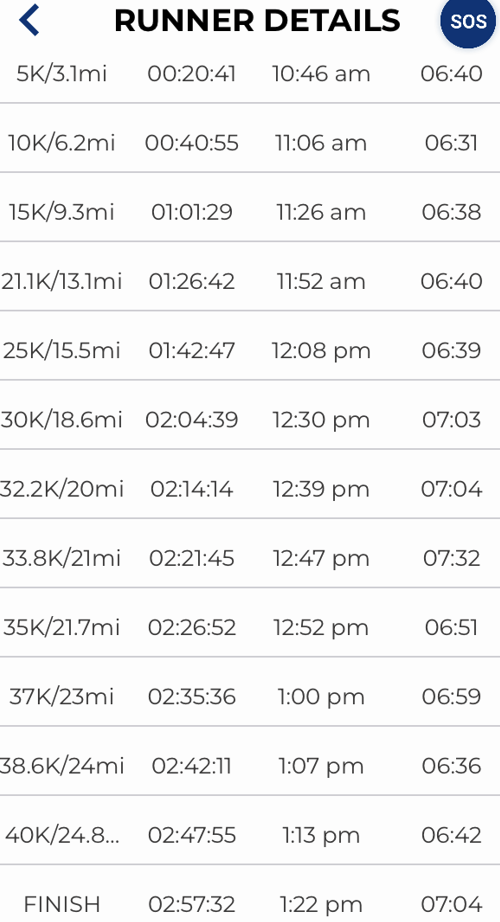 RUNNER DETAILS SOS
5K/3.1mi 00:20:41 10:46 am 06:40
10K/6.2mi 00:40:55 11:06 am 06:31
15K/9.3mi 01:01:29 11:26 am 06:38
21.1K/13.1mi 01:26:42 11:52 am 06:40
25K/15.5mi 01:42:47 12:08 pm 06:39
30K/18.6mi 02:04:39 12:30 pm 07:03
32.2K/20mi 02:14:14 12:39 pm 07:04
33.8K/21mi 02:21:45 12:47 pm 07:32
35K/21.7mi 02:26:52 12:52 pm 06:51
37K/23mi 02:35:36 1:00 pm 06:59
38.6K/24mi 02:42:11 1:07 pm 06:36
40K/24.8... 02:47:55 1:13 pm 06:42
FINISH 02:57:32 1:22 pm 07:04